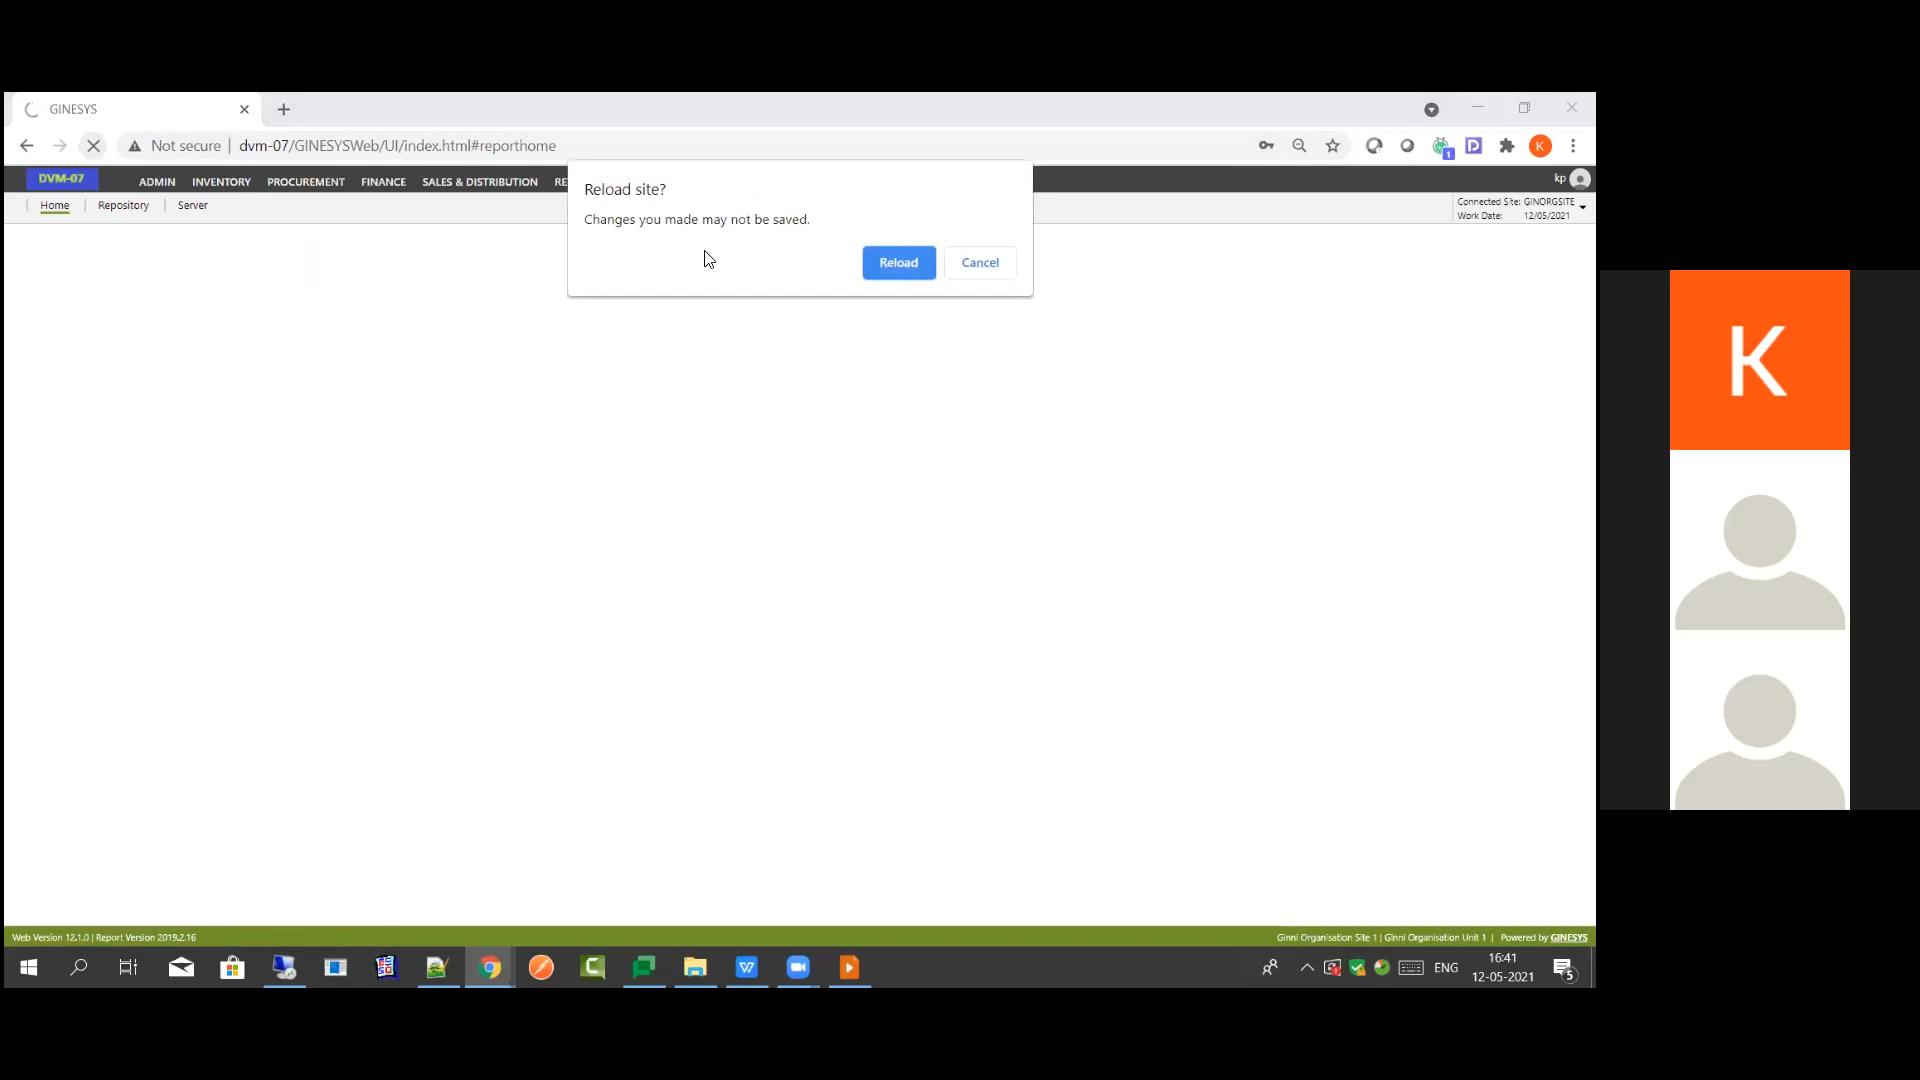 GINESYS
Not secure
dvm-07/GINESYSWeb/UI/index.html#reporthome
1
K
DVM-07
ADMIN INVENTORY PROCUREMENT FINANCE SALES & DISTRIBUTION RE
kp
Home Repository Server
Connected Site: GINORGSITE
Work Date: 12/05/2021
Reload site?
Changes you made may not be saved.
Reload Cancel
K
Web Version 12.1.0 | Report Version 2019.2.16
Ginni Organisation Site 1 | Ginni Organisation Unit 1 | Powered by GINESYS
ENG
16:41
12-05-2021
5